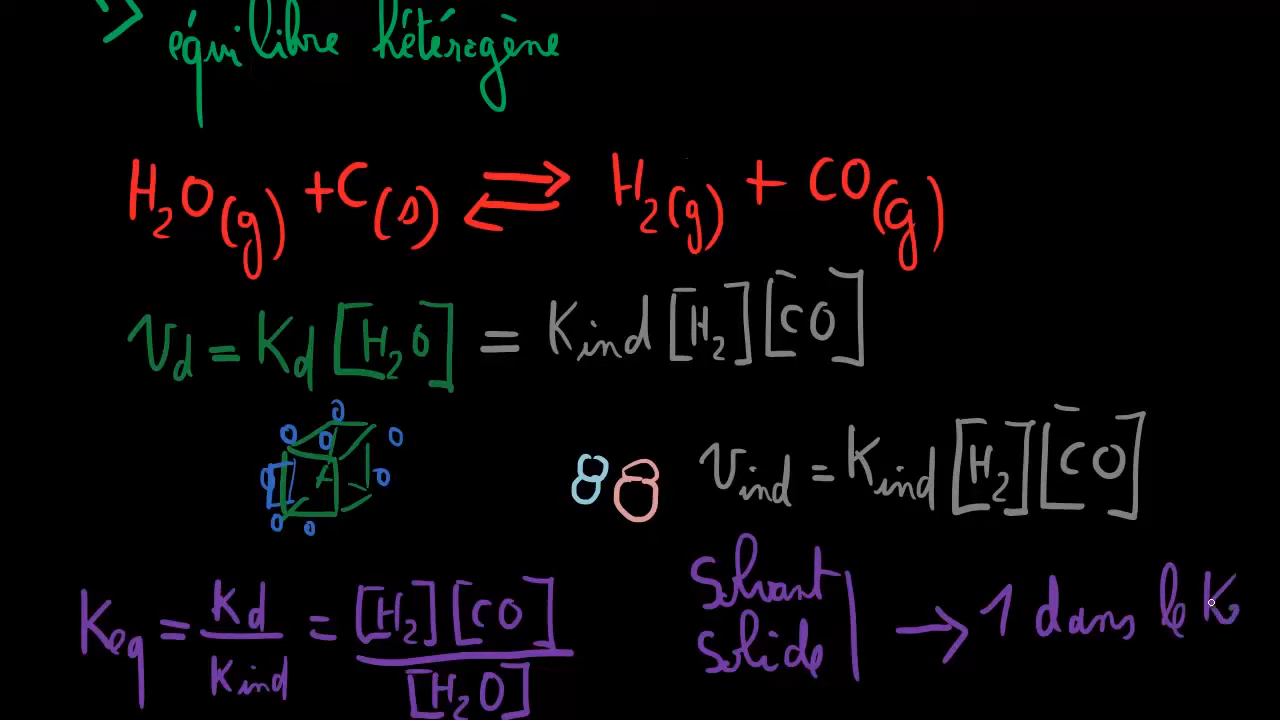 équilibre hétérogène
H₂O(g) + C(s) ⇌ H₂(g) + CO(g)
Vd = Kd [H₂O] = Kind [H₂] [CO]
88
Vind = Kind [H₂] [CO]
Keq = Kd / Kind = [H₂] [CO] / [H₂O]
Solvant
Solide → 1 dans le K